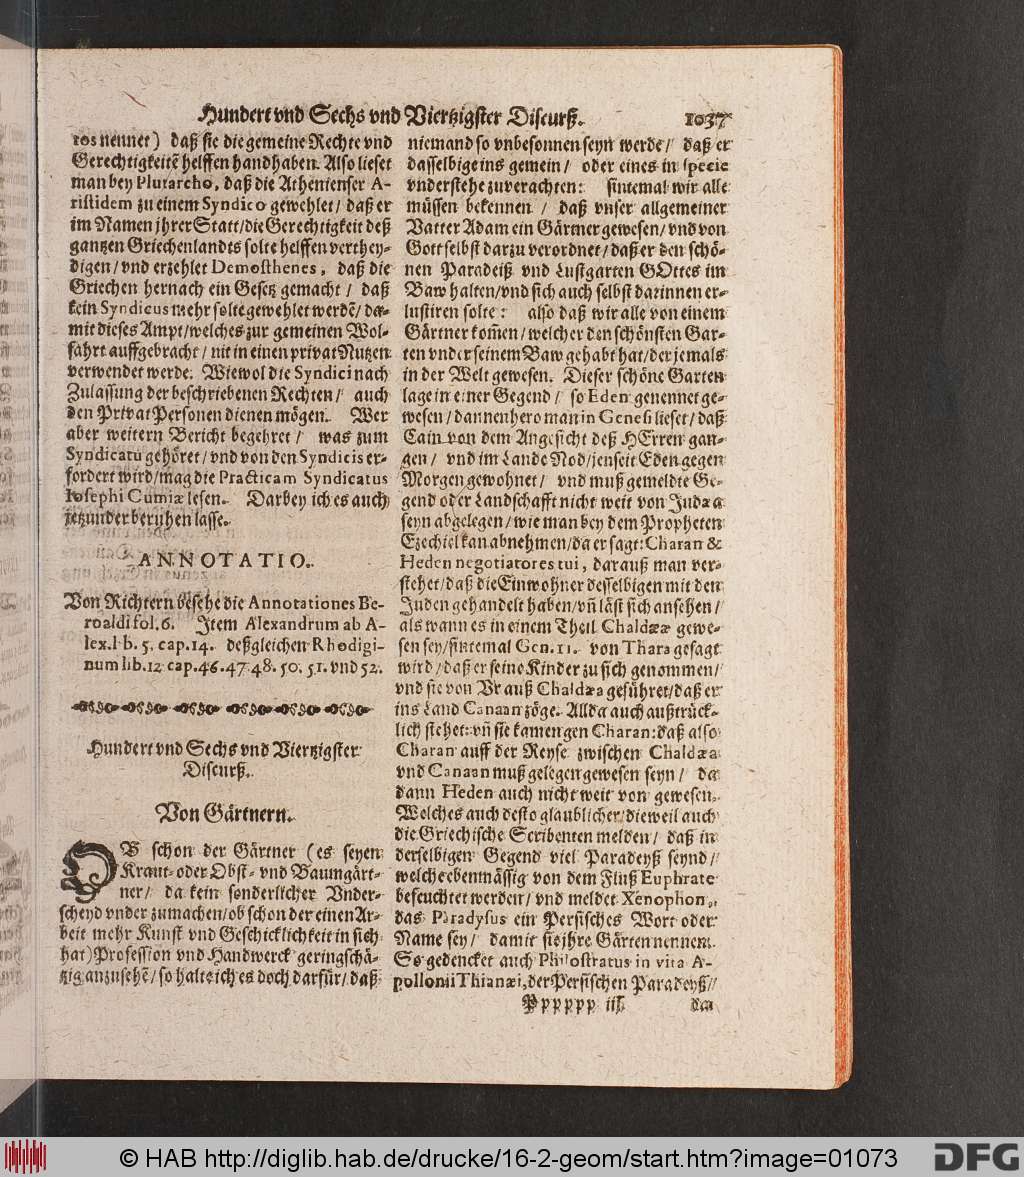 Hundert vnd Sechs vnd Viertzigster Discurß. 1037
ros nennet) daß sie die gemeine Rechte vnd
Gerechtigkeitẽ helffen handhaben. Also lieset
man bey Plutarcho, daß die Athenienser A-
ristidem zu einem Syndico gewehlet / daß er
im Namen jhrer Statt / die Gerechtigkeit deß
gantzen Griechenlandts solte helffen verthey-
digen / vnd erzehlet Demosthenes, daß die
Griechen hernach ein Gesetz gemacht / daß
kein Syndicus mehr solte gewehlet werdẽ / da-
mit dieses Ampt / welches zur gemeinen Wol-
fahrt auffgebracht / nit in einen privat Nutzen
verwendet werde. Wiewol die Syndici nach
Zulassung der beschriebenen Rechten / auch
den Privat Personen dienen mögen. Wer
aber weitern Bericht begehret / was zum
Syndicatu gehöret / vnd von den Syndicis er-
fordert wird / mag die Practicam Syndicatus
Iosephi Cumiæ lesen. Darbey ich es auch
jetzunder beruhen lasse.
ANNOTATIO.
Von Richtern besehe die Annotationes Be-
roaldi fol. 6. Item Alexandrum ab A-
lex. lib. 5. cap. 14. deßgleichen Rhodigi-
num lib. 12 cap. 46. 47. 48. 50. 51. vnd 52.
Hundert vnd Sechs vnd Viertzigster
Discurß.
Von Gärtnern.
OB schon der Gärtner (es seyen
Kraut- oder Obst- vnd Baumgärt-
ner / da kein sonderlicher Vnder-
scheyd vnder zumachen / ob schon der einen Ar-
beit mehr Kunst vnd Geschicklichkeit in sich
hat) Profession vnd Handwerck geringschä-
tzig anzusehẽ / so halte ich es doch darfür / daß
niemand so vnbesonnen seyn werde / daß er
dasselbige ins gemein / oder eines in specie
vnderstehe zuverachten: sintemal wir alle
müssen bekennen / daß vnser allgemeiner
Vatter Adam ein Gärtner gewesen / vnd von
Gott selbst darzu verordnet / daß er den schö-
nen Paradeiß vnd Lustgarten GOttes im
Baw halten / vnd sich auch selbst darinnen er-
lustiren solte: also daß wir alle von einem
Gärtner kom̃en / welcher den schönsten Gar-
ten vnder seinem Baw gehabt hat / der jemals
in der Welt gewesen. Dieser schöne Garten
lage in einer Gegend / so Eden genennet ge-
wesen / dannenhero man in Genesi lieset / daß
Cain von dem Angesicht deß HErren gan-
gen / vnd im Lande Nod / jenseit Eden gegen
Morgen gewohnet / vnd muß gemeldte Ge-
gend oder Landschafft nicht weit von Judæa
seyn abgelegen / wie man bey dem Propheten
Ezechiel kan abnehmen / da er sagt: Charan &
Heden negotiatores tui, darauß man ver-
stehet / daß die Einwohner desselbigen mit den
Juden gehandelt haben / vñ läst sich ansehen /
als wann es in einem Theil Chaldææ gewe-
sen sey / sintemal Gen. 11. von Thara gesagt
wird / daß er seine Kinder zu sich genommen /
vnd sie von Vr auß Chaldæa geführet / daß er
ins Land Canaan zöge. Allda auch außtrück-
lich stehet: vñ sie kamen gen Charan: daß also
Charan auff der Reyse zwischen Chaldæa
vnd Canaan muß gelegen gewesen seyn / da
dann Heden auch nicht weit von gewesen.
Welches auch desto glaublicher / dieweil auch
die Griechische Scribenten melden / daß in
derselbigen Gegend viel Paradeyß seynd /
welche ebenmässig von dem Fluß Euphrate
befeuchtet werden / vnd meldet Xenophon,
das Paradysus ein Persisches Wort oder
Name sey / damit sie jhre Gärten nennen.
So gedencket auch Philostratus in vita A-
pollonii Thianæi, der Persischen Paradeyß /
Pppppp iij den
© HAB http://diglib.hab.de/drucke/16-2-geom/start.htm?image=01073
DFG